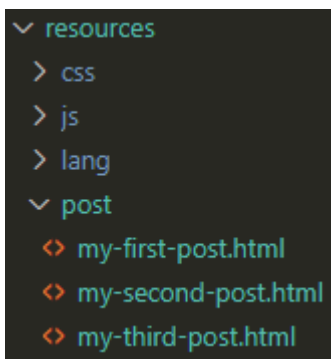 resources
css
js
lang
post
my-first-post.html
my-second-post.html
my-third-post.html